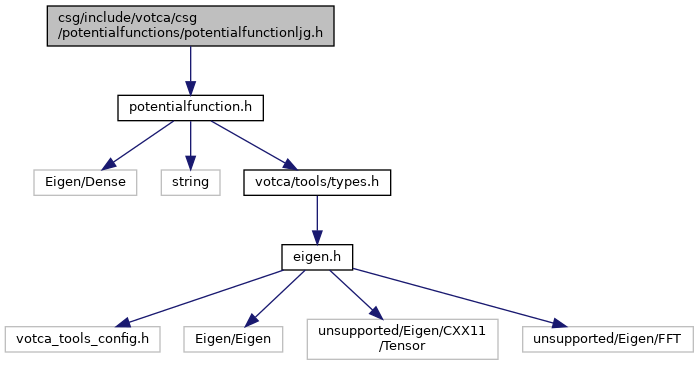 csg/include/votca/csg
/potentialfunctions/potentialfunctionljg.h
potentialfunction.h
Eigen/Dense
string
votca/tools/types.h
eigen.h
votca_tools_config.h
Eigen/Eigen
unsupported/Eigen/CXX11
/Tensor
unsupported/Eigen/FFT